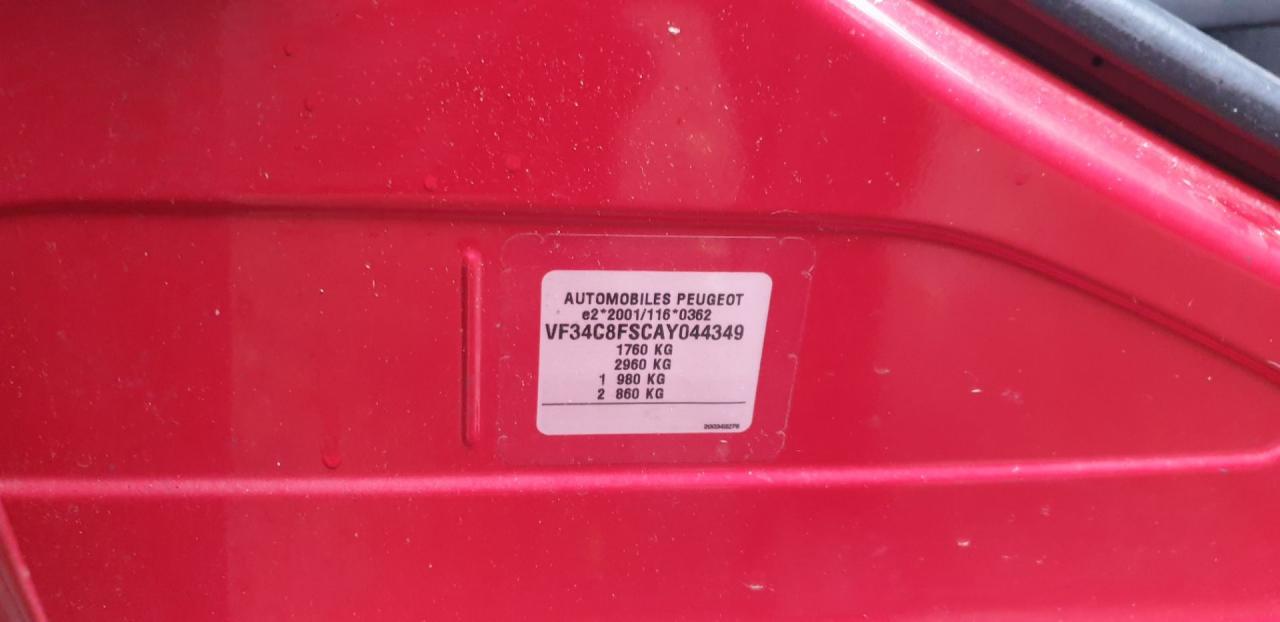 AUTOMOBILES PEUGEOT
e2*2001/116*0362
VF34C8FSCAY044349
1760 KG
2960 KG
1 980 KG
2 860 KG